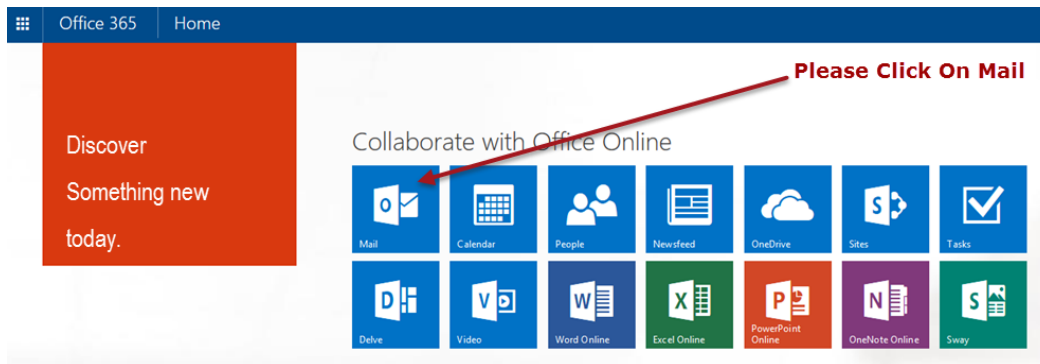 Office 365 Home
Please Click On Mail
Discover
Something new
today.
Collaborate with Office Online
Mail Calendar People Newsfeed OneDrive Sites Tasks
Delve Video Word Online Excel Online PowerPoint Online OneNote Online Sway